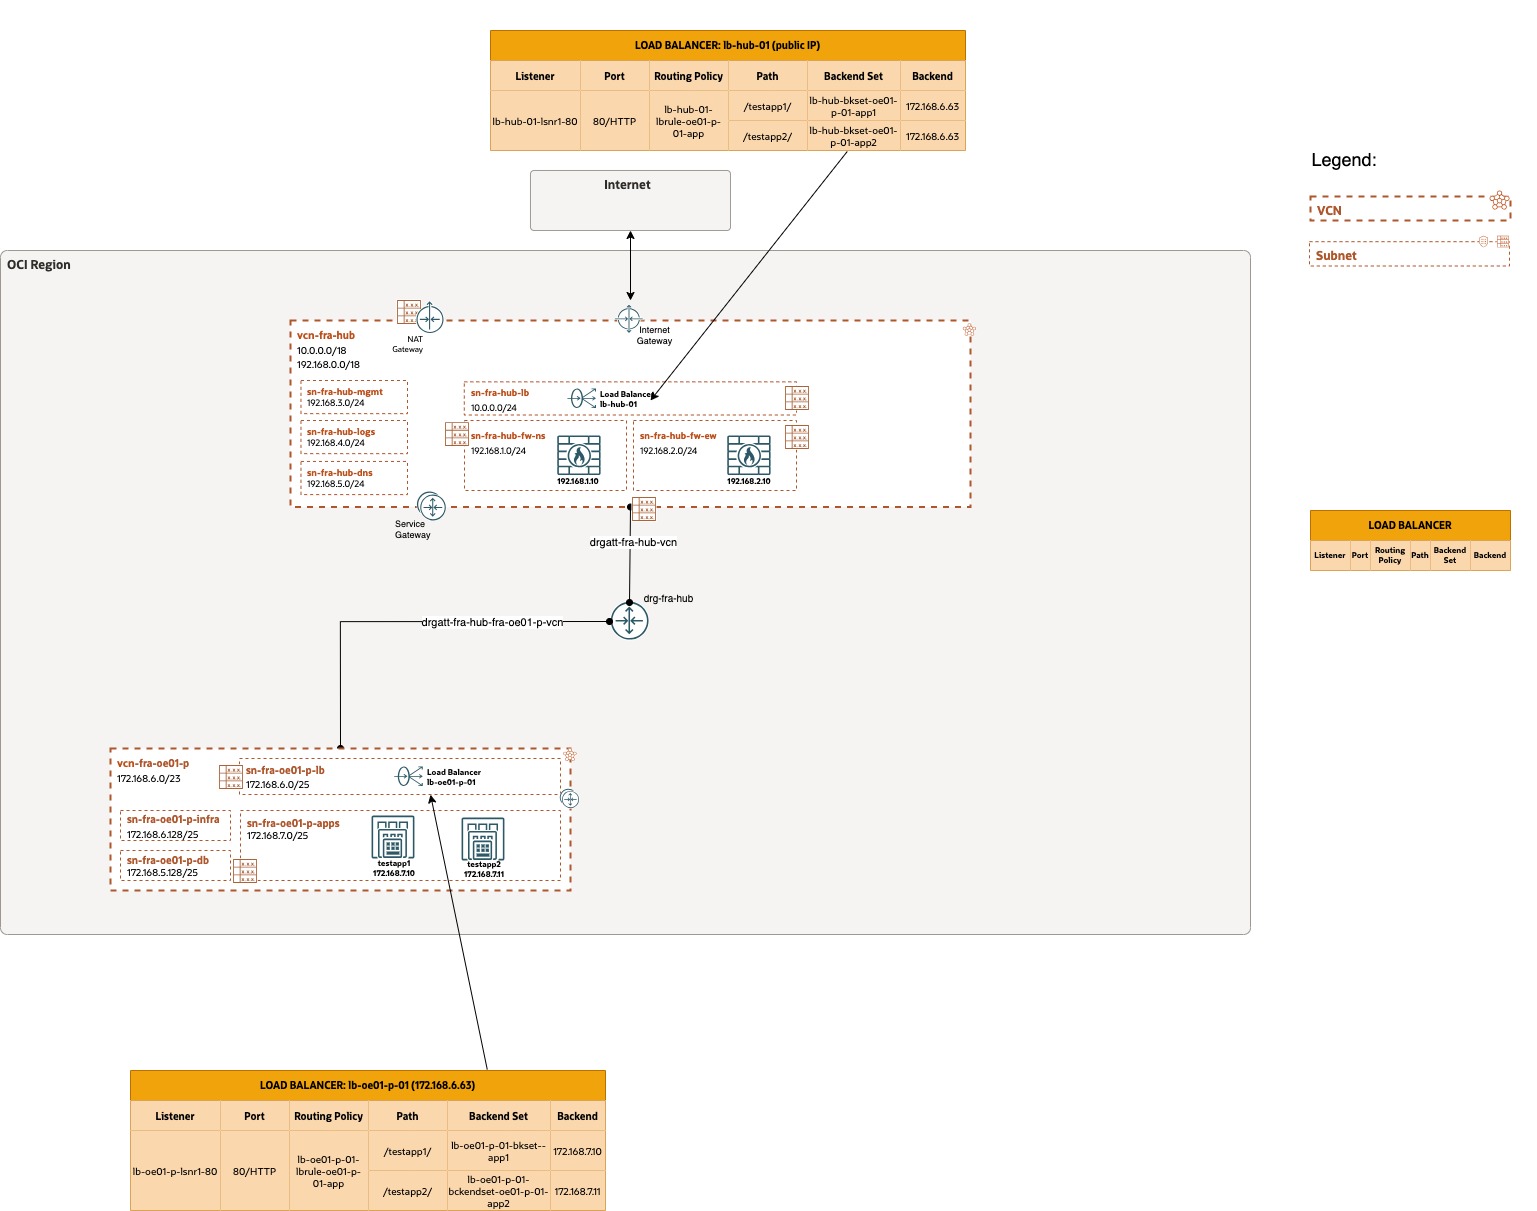 LOAD BALANCER: lb-hub-01 (public IP)
Listener Port Routing Policy Path Backend Set Backend
lb-hub-01-lsnr1-80 80/HTTP
lb-hub-01-
lbrule-oe01-p-
01-app
/testapp1/
lb-hub-bkset-oe01-
p-01-app1
172.168.6.63
/testapp2/
lb-hub-bkset-oe01-
p-01-app2
172.168.6.63
Legend:
VCN
Subnet
Internet
OCI Region
NAT
Gateway
Internet
Gateway
vcn-fra-hub
10.0.0.0/18
192.168.0.0/18
sn-fra-hub-mgmt
192.168.3.0/24
sn-fra-hub-logs
192.168.4.0/24
sn-fra-hub-dns
192.168.5.0/24
sn-fra-hub-lb
10.0.0.0/24
Load Balancer
lb-hub-01
sn-fra-hub-fw-ns
192.168.1.0/24
192.168.1.10
sn-fra-hub-fw-ew
192.168.2.0/24
192.168.2.10
Service
Gateway
drgatt-fra-hub-vcn
drg-fra-hub
drgatt-fra-hub-fra-oe01-p-vcn
LOAD BALANCER
Listener Port Routing
Policy Path Backend
Set Backend
vcn-fra-oe01-p
172.168.6.0/23
sn-fra-oe01-p-lb
172.168.6.0/25
Load Balancer
lb-oe01-p-01
sn-fra-oe01-p-infra
172.168.6.128/25
sn-fra-oe01-p-db
172.168.5.128/25
sn-fra-oe01-p-apps
172.168.7.0/25
testapp1
172.168.7.10
testapp2
172.168.7.11
LOAD BALANCER: lb-oe01-p-01 (172.168.6.63)
Listener Port Routing Policy Path Backend Set Backend
lb-oe01-p-lsnr1-80 80/HTTP
lb-oe01-p-01-
lbrule-oe01-p-
01-app
/testapp1/
lb-oe01-p-01-bkset--
app1
172.168.7.10
/testapp2/
lb-oe01-p-01-
bckendset-oe01-p-01-
app2
172.168.7.11